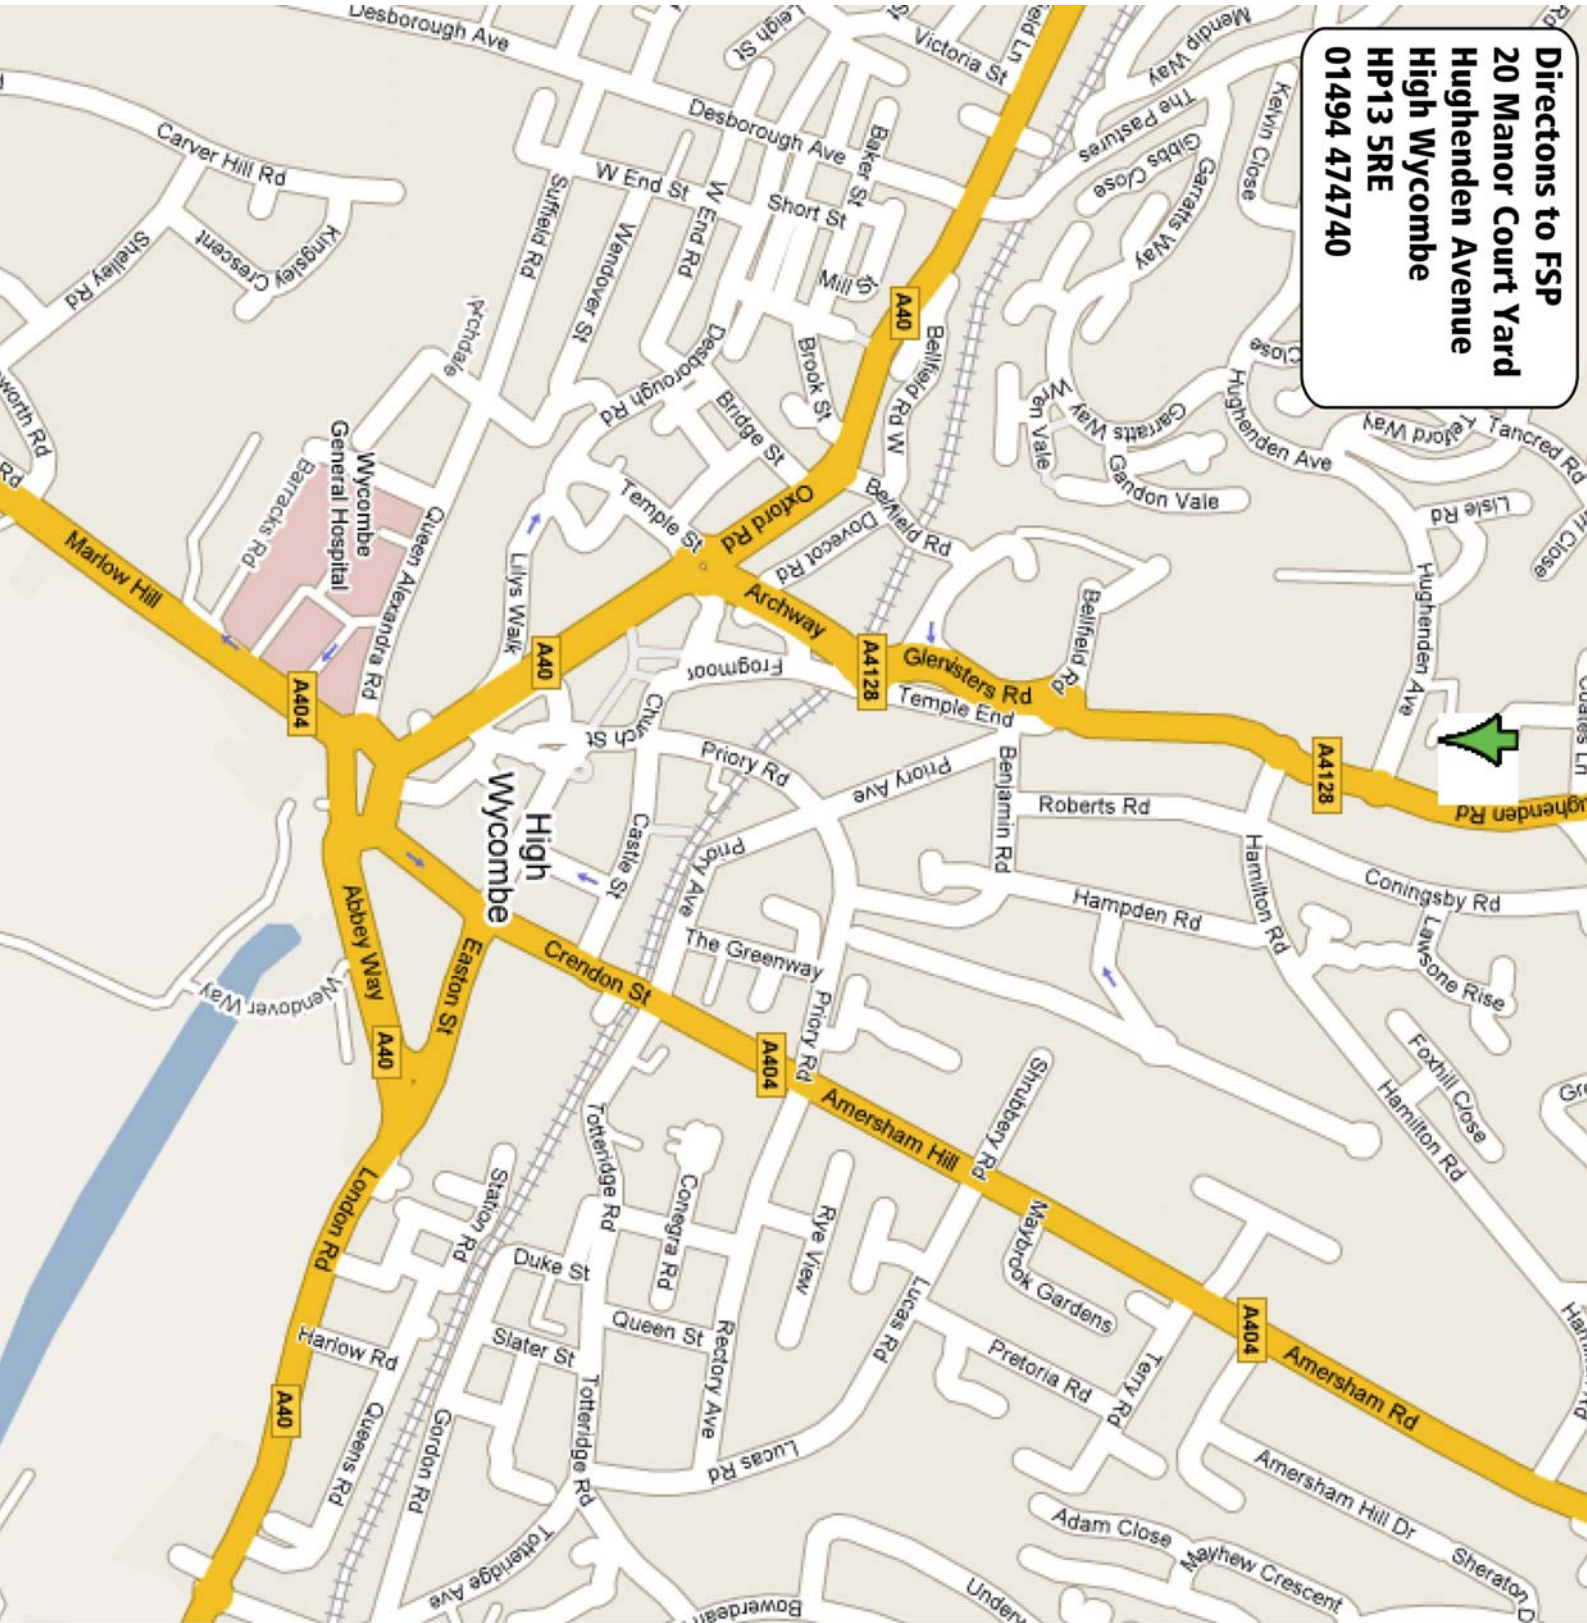 Directons to FSP
20 Manor Court Yard
Hughenden Avenue
High Wycombe
HP13 5RE
01494 474740
Desborough Ave
Leigh St
Victoria St
Mendip Way
The Pastures
Kelvin Close
Gibbs Close
Garratts Way
Garratts Way
Carver Hill Rd
Desborough Ave
Baker St
W End St
W End Rd
Short St
Suffield Rd
Wendover St
Mill St
Kingsley Crescent
Shelley Rd
A40
Bellfield Rd W
Brook St
Desborough Rd
Bridge St
Wren Vale
Garratts Way
Gandon Vale
Close
Hughenden Ave
Telford Way
Tancred Rd
Lisle Rd
Close
Hughenden Ave
Wycombe
General Hospital
Barracks Rd
Queen Alexandra Rd
Marlow Hill
A404
Lilys Walk
Temple St
Oxford Rd
Dovecot Rd
Bellfield Rd
Archway
A40
Frogmoor
A4128
Glenisters Rd
Bellfield Rd
Temple End
Church St
Priory Rd
Priory Ave
Benjamin Rd
Roberts Rd
A4128
High
Wycombe
Castle St
Priory Ave
Hamilton Rd
Coningsby Rd
Hampden Rd
Lawsone Rise
Abbey Way
Easton St
Crendon St
The Greenway
Priory Rd
Wendover Way
A40
A404
Amersham Hill
Shrubbery Rd
Foxhill Close
Hamilton Rd
London Rd
Station Rd
Totteridge Rd
Conegra Rd
Rye View
Maybrook Gardens
Duke St
Queen St
Slater St
Rectory Ave
Lucas Rd
Pretoria Rd
Terry Rd
A404
Amersham Rd
Harlow Rd
A40
Queens Rd
Gordon Rd
Totteridge Rd
Lucas Rd
Amersham Hill Dr
Adam Close
Mayhew Crescent
Sheraton D
Totteridge Ave